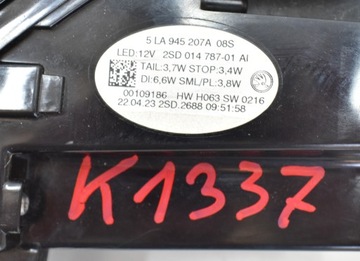 5 LA 945 207A 08S
LED:12V 2SD 014 787-01 AI
TAIL:3,7W STOP:3,4W
DI:6,6W SML/PL:3,8W
00109186 HW H063 SW 0216
22.04.23 2SD.2688 09:51:58
K1337